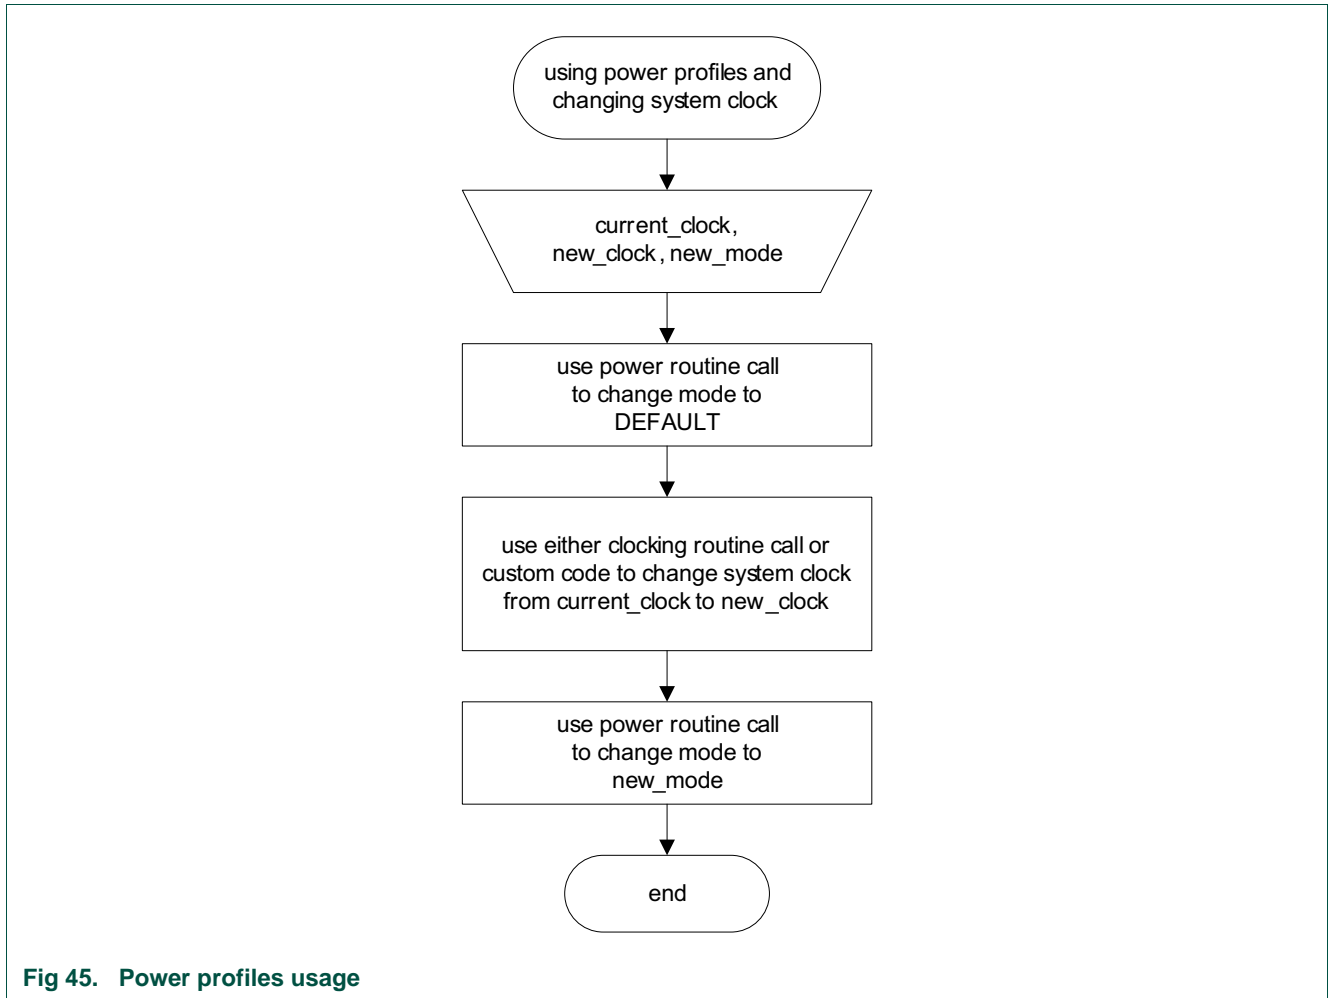 using power profiles and
changing system clock
current_clock,
new_clock, new_mode
use power routine call
to change mode to
DEFAULT
use either clocking routine call or
custom code to change system clock
from current_clock to new_clock
use power routine call
to change mode to
new_mode
end
Fig 45. Power profiles usage